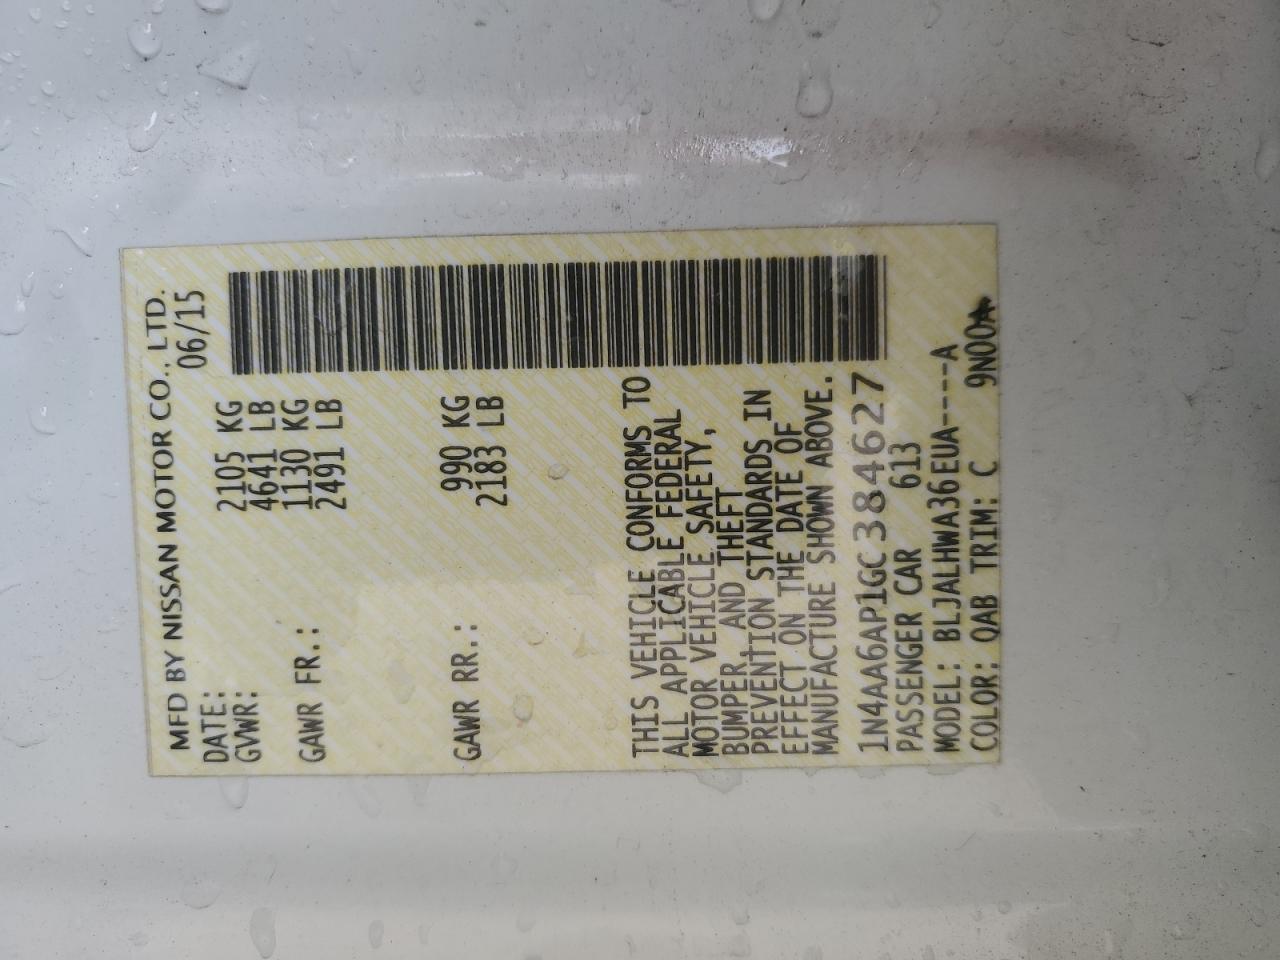 MFD BY NISSAN MOTOR CO., LTD.
DATE: 06/15
GVWR: 2105 KG
4641 LB
GAWR FR.: 1130 KG
2491 LB
GAWR RR.: 990 KG
2183 LB
THIS VEHICLE CONFORMS TO
ALL APPLICABLE FEDERAL
MOTOR VEHICLE SAFETY,
BUMPER AND THEFT
PREVENTION STANDARDS IN
EFFECT ON THE DATE OF
MANUFACTURE SHOWN ABOVE.
1N4AA6AP1GC384627
PASSENGER CAR 613
MODEL: BLJALHWA36EUA-----A
COLOR: QAB TRIM: C 9N00A